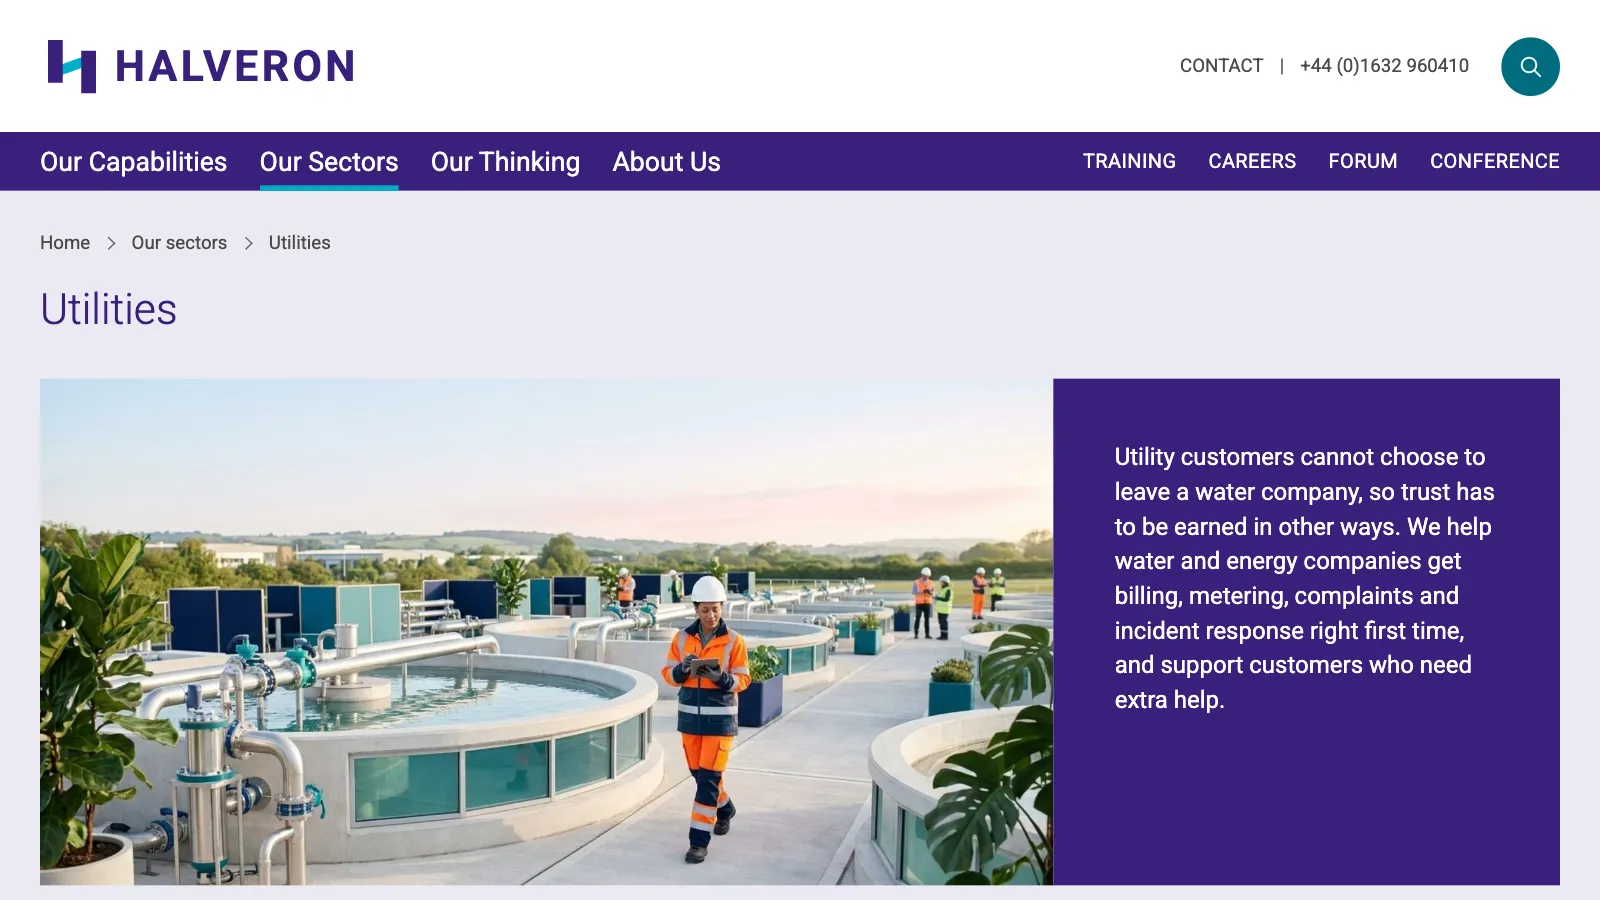 HALVERON
CONTACT | +44 (0)1632 960410
Our Capabilities Our Sectors Our Thinking About Us TRAINING CAREERS FORUM CONFERENCE
Home > Our sectors > Utilities
Utilities
Utility customers cannot choose to
leave a water company, so trust has
to be earned in other ways. We help
water and energy companies get
billing, metering, complaints and
incident response right first time,
and support customers who need
extra help.